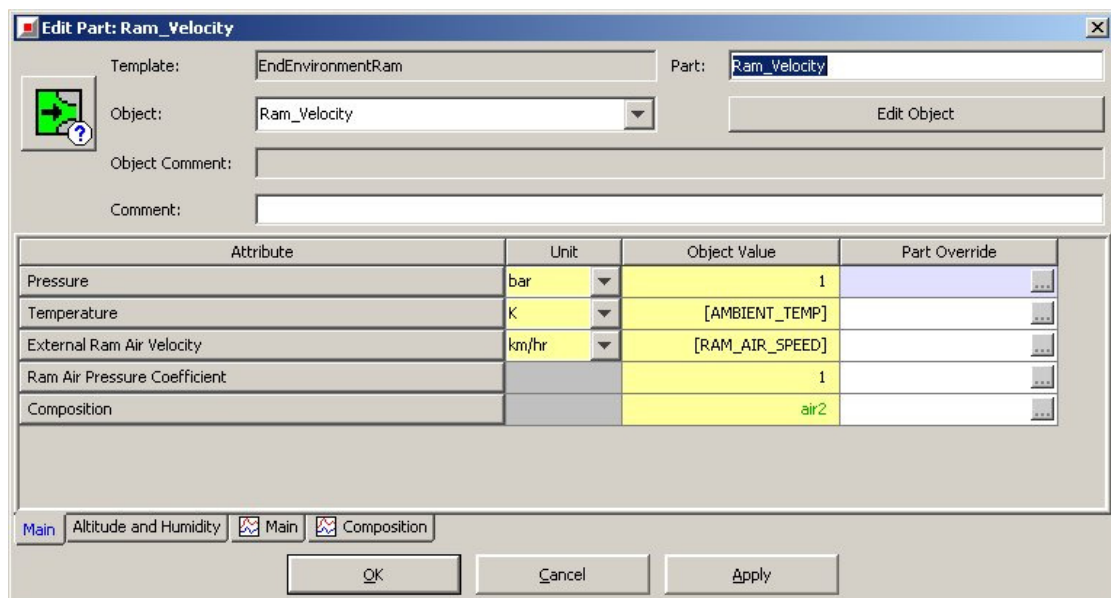 Edit Part: Ram_Velocity
Template: EndEnvironmentRam Part: Ram_Velocity
Object: Ram_Velocity Edit Object
Object Comment:
Comment:
Attribute Unit Object Value Part Override
Pressure bar 1 ...
Temperature K [AMBIENT_TEMP] ...
External Ram Air Velocity km/hr [RAM_AIR_SPEED] ...
Ram Air Pressure Coefficient 1 ...
Composition air2 ...
Main Altitude and Humidity Main Composition
OK Cancel Apply